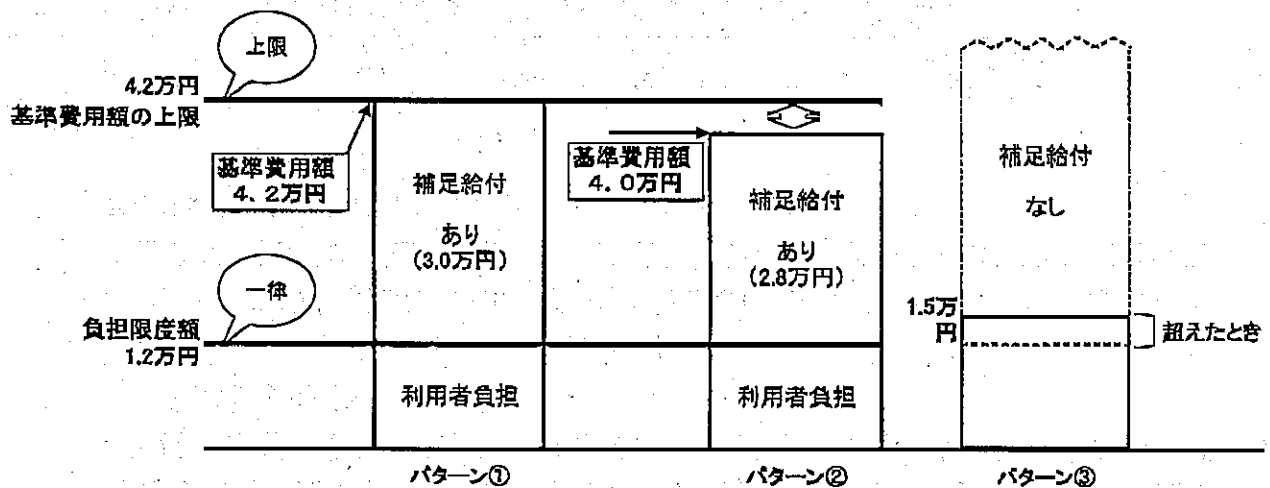 上限
4.2万円
基準費用額の上限
基準費用額
4.2万円
補足給付
あり
(3.0万円)
基準費用額
4.0万円
補足給付
あり
(2.8万円)
補足給付
なし
一律
負担限度額
1.2万円
1.5万
円
超えたとき
利用者負担
利用者負担
パターン①
パターン②
パターン③